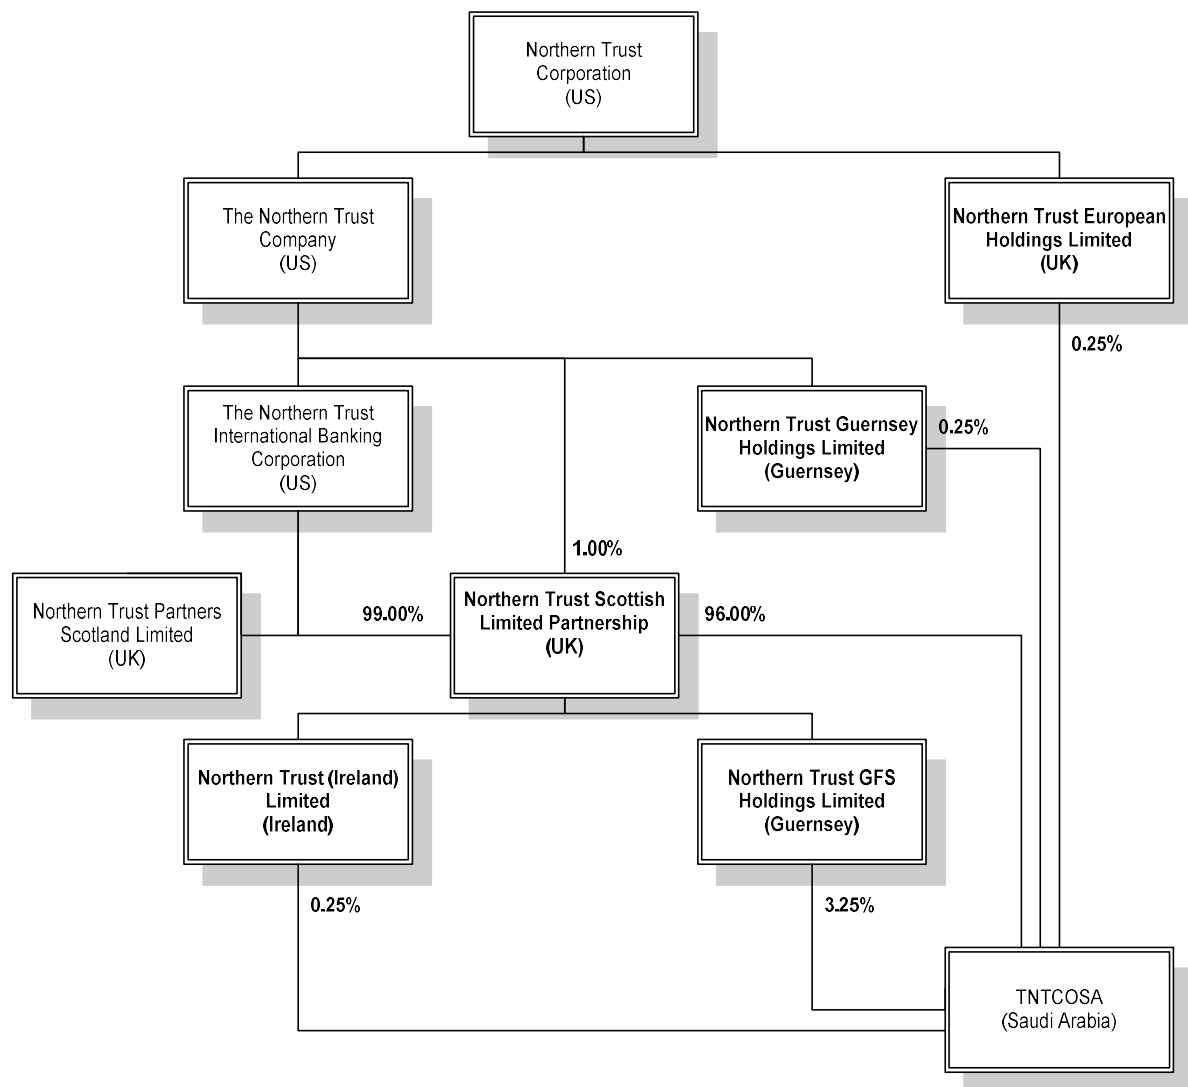 Northern Trust
Corporation
(US)
The Northern Trust
Company
(US)
Northern Trust European
Holdings Limited
(UK)
0.25%
The Northern Trust
International Banking
Corporation
(US)
Northern Trust Guernsey
Holdings Limited
(Guernsey)
0.25%
1.00%
Northern Trust Partners
Scotland Limited
(UK)
99.00%
Northern Trust Scottish
Limited Partnership
(UK)
96.00%
Northern Trust (Ireland)
Limited
(Ireland)
Northern Trust GFS
Holdings Limited
(Guernsey)
0.25%
3.25%
TNTCOSA
(Saudi Arabia)